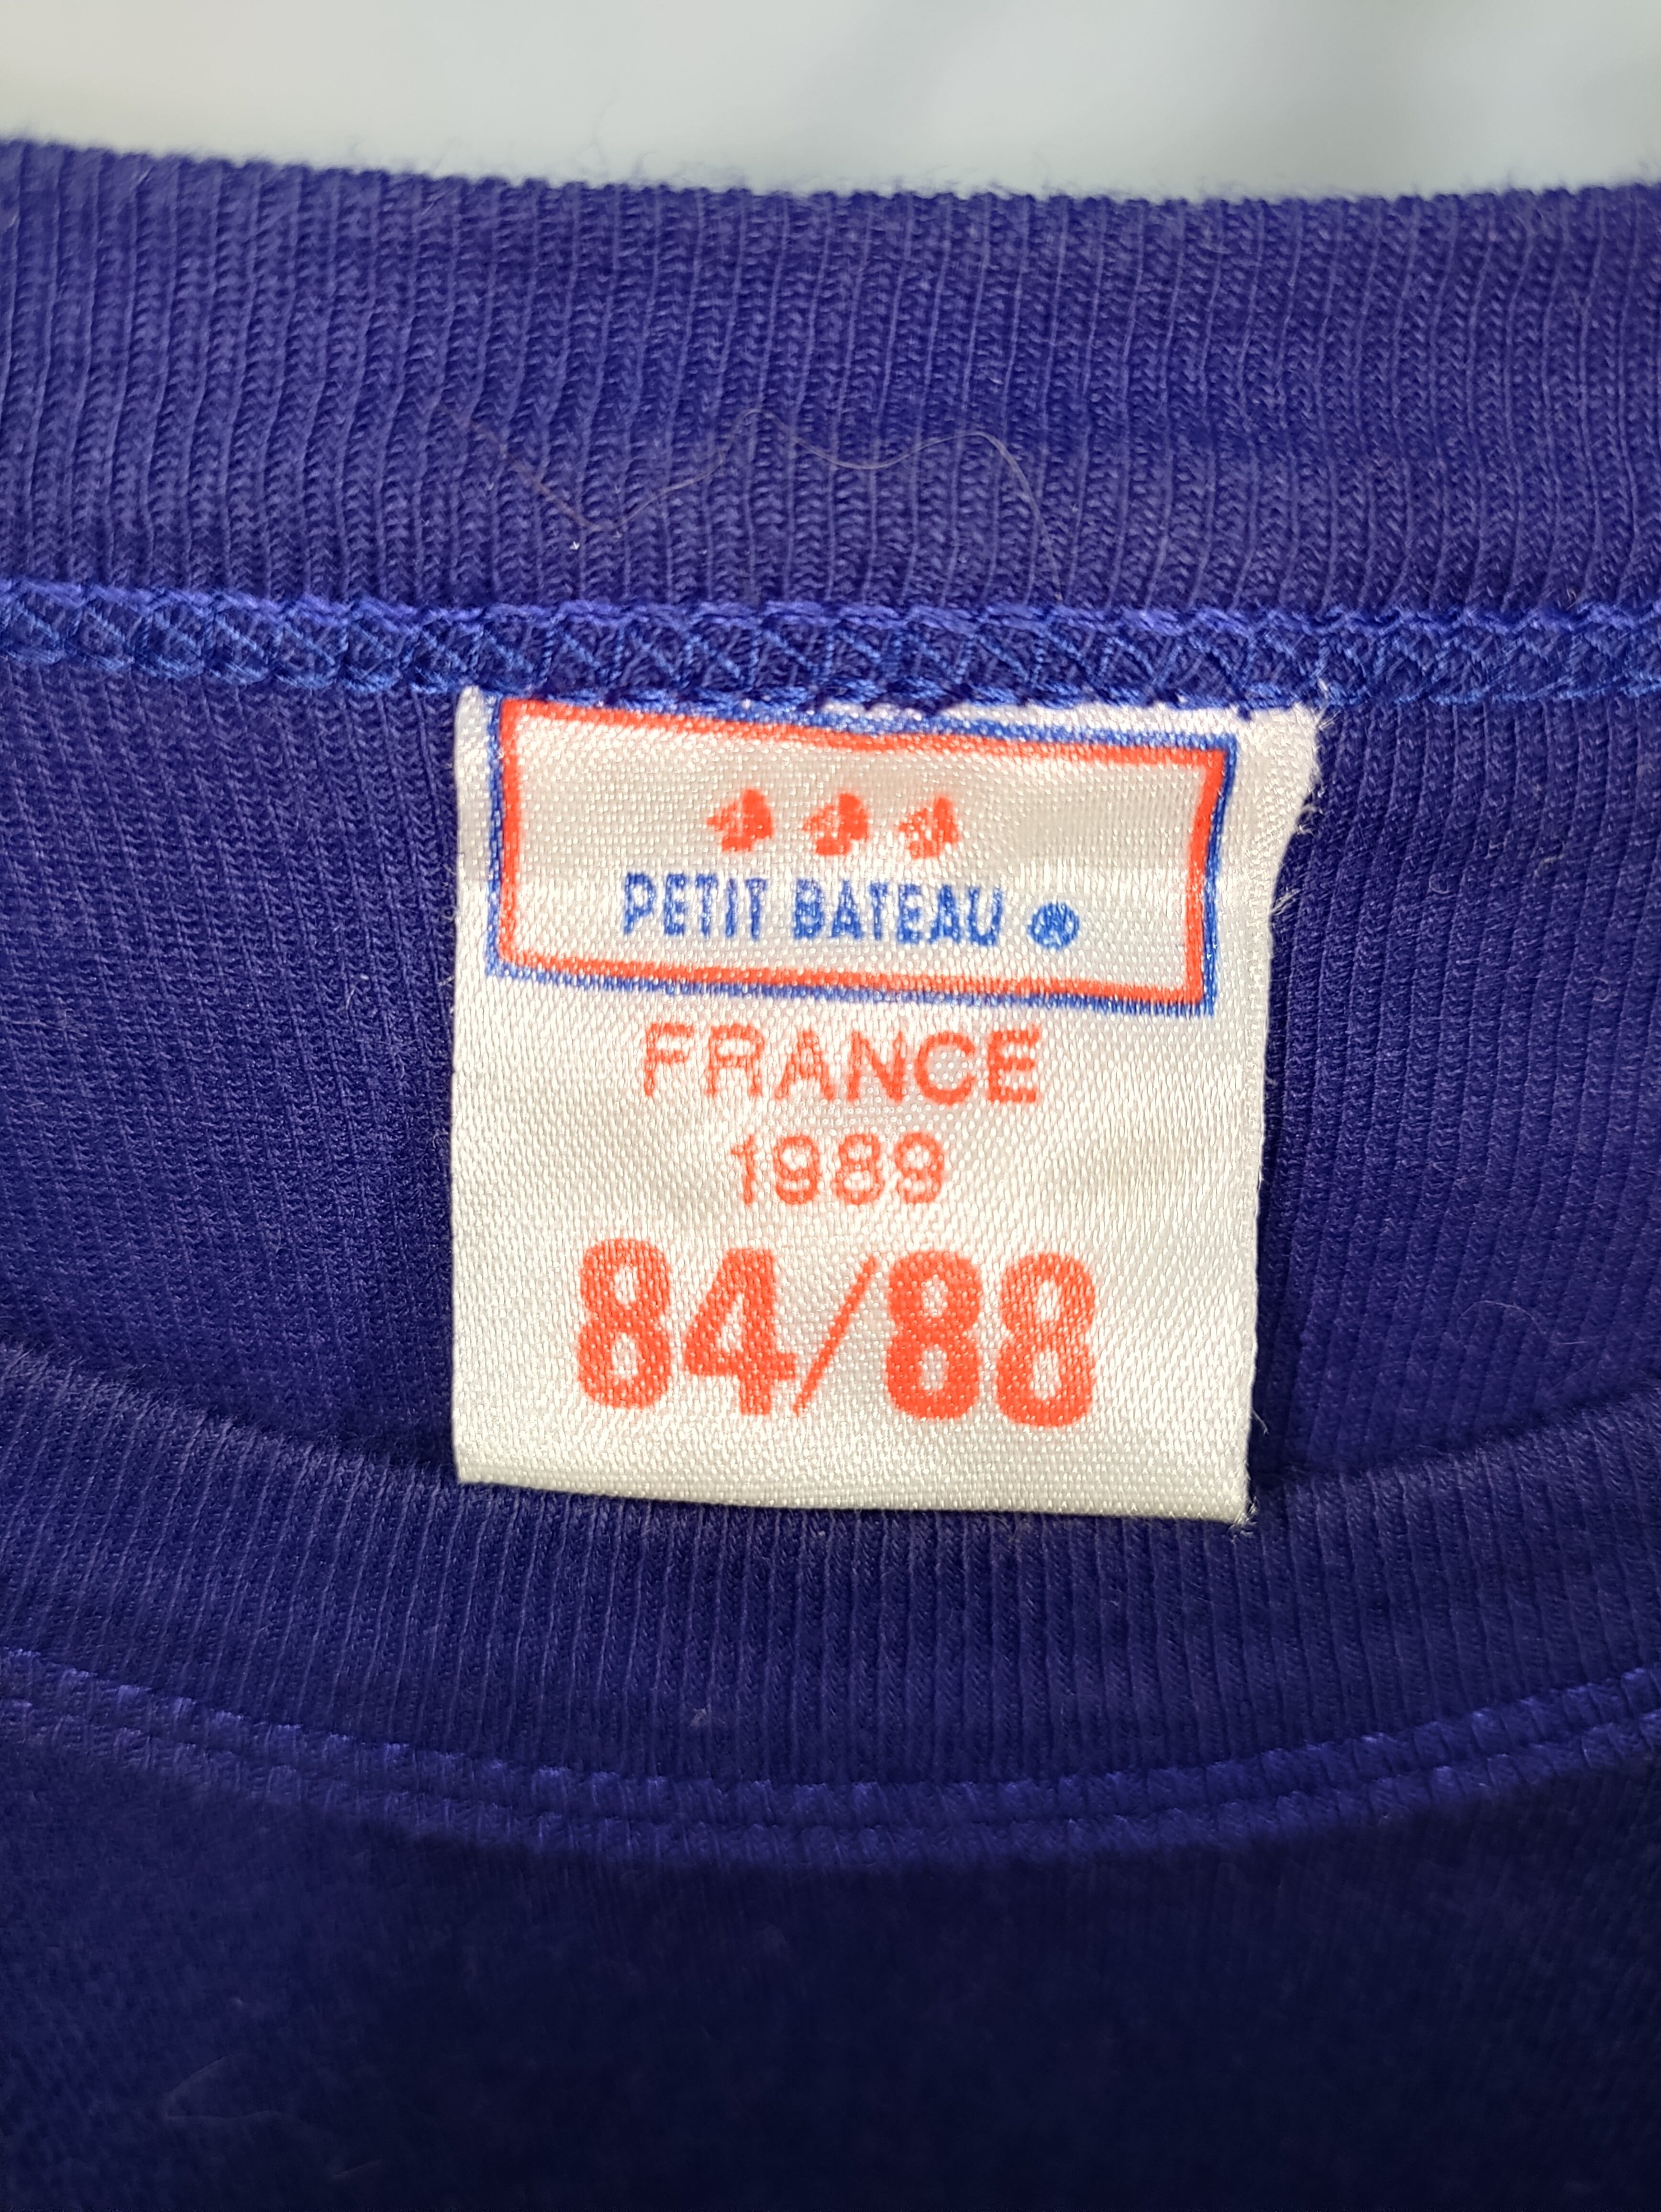 PETIT BATEAU ®
FRANCE
1989
84/88